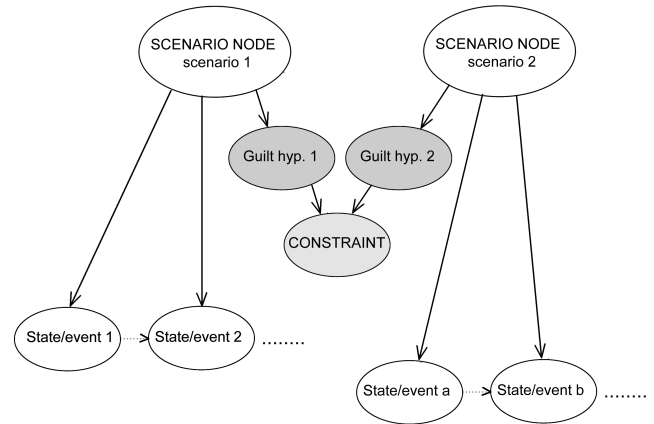 SCENARIO NODE
scenario 1
SCENARIO NODE
scenario 2
Guilt hyp. 1
Guilt hyp. 2
CONSTRAINT
State/event 1
State/event 2
........
State/event a
State/event b
........